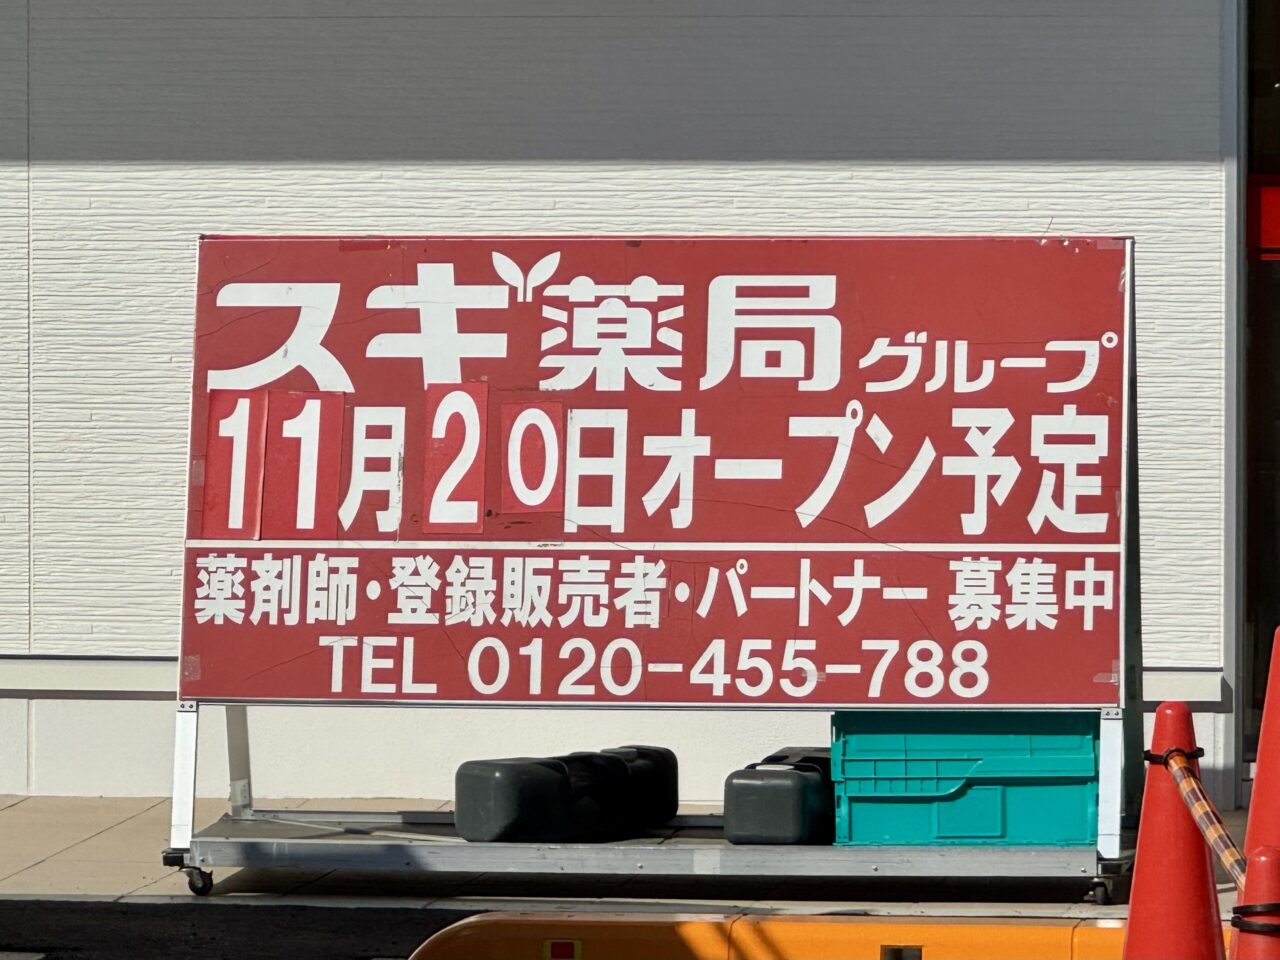 スギ薬局グループ
11月20日オープン予定
薬剤師・登録販売者・パートナー 募集中
TEL 0120-455-788